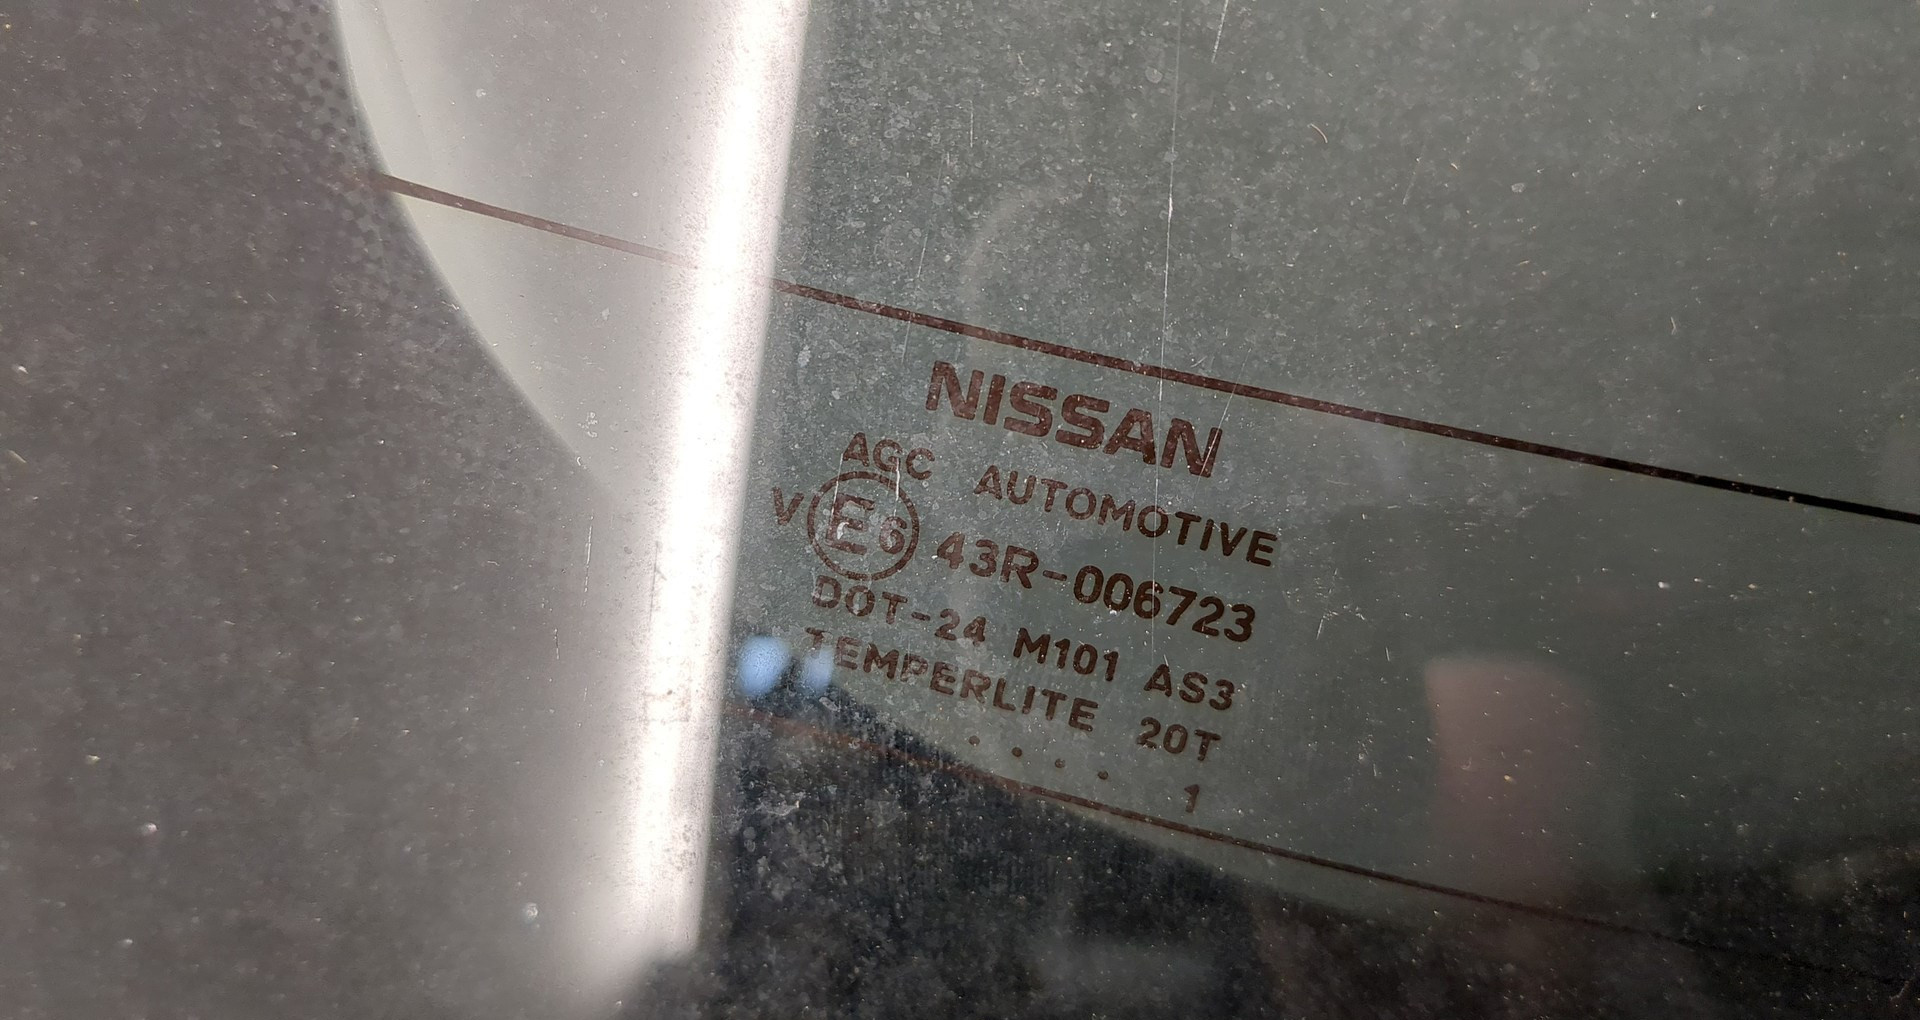 NISSAN
AGC AUTOMOTIVE
V E6 43R-006723
DOT-24 M101 AS3
TEMPERLITE 20T
. . . . 1